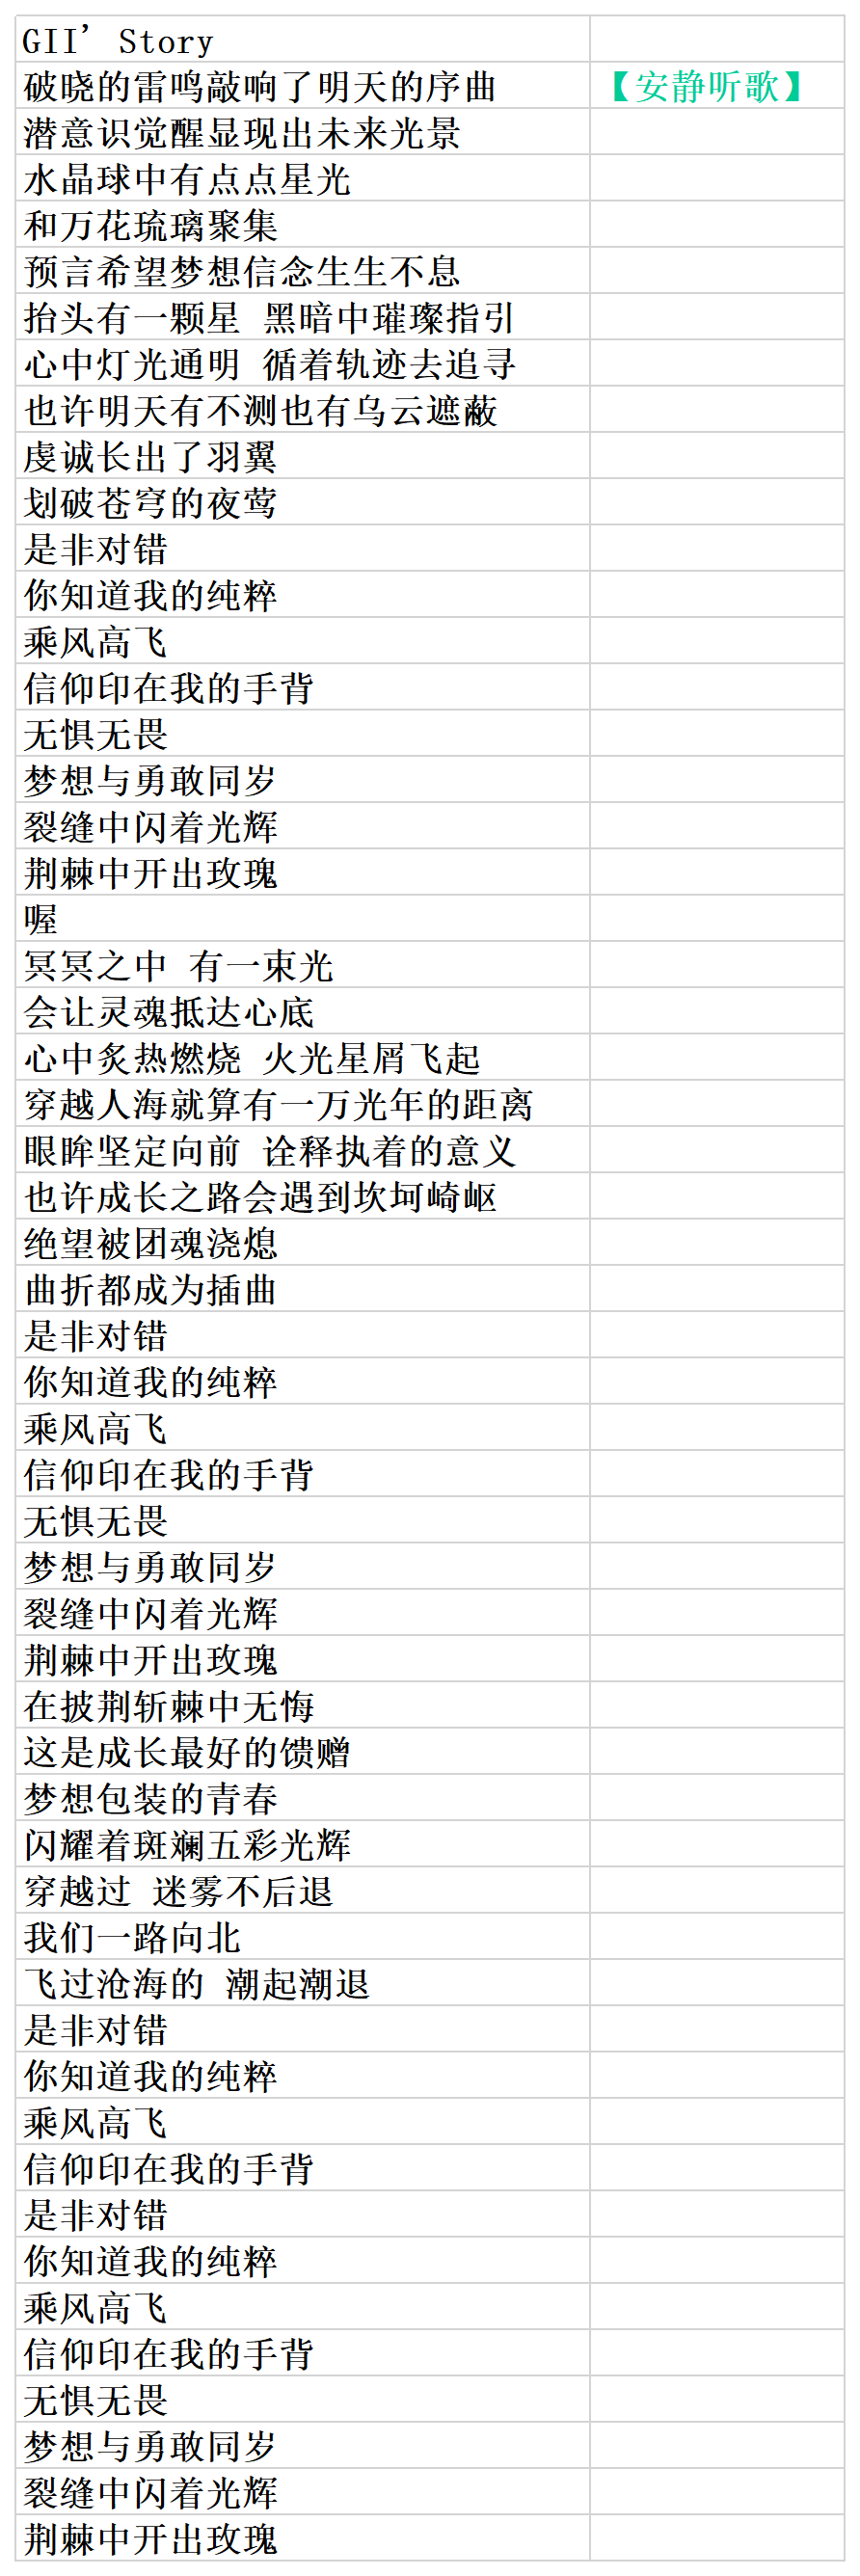 GII' Story
破晓的雷鸣敲响了明天的序曲 【安静听歌】
潜意识觉醒显现出未来光景
水晶球中有点点星光
和万花琉璃聚集
预言希望梦想信念生生不息
抬头有一颗星 黑暗中璀璨指引
心中灯光通明 循着轨迹去追寻
也许明天有不测也有乌云遮蔽
虔诚长出了羽翼
划破苍穹的夜莺
是非对错
你知道我的纯粹
乘风高飞
信仰印在我的手背
无惧无畏
梦想与勇敢同岁
裂缝中闪着光辉
荆棘中开出玫瑰
喔
冥冥之中 有一束光
会让灵魂抵达心底
心中炙热燃烧 火光星屑飞起
穿越人海就算有一万光年的距离
眼眸坚定向前 诠释执着的意义
也许成长之路会遇到坎坷崎岖
绝望被团魂浇熄
曲折都成为插曲
是非对错
你知道我的纯粹
乘风高飞
信仰印在我的手背
无惧无畏
梦想与勇敢同岁
裂缝中闪着光辉
荆棘中开出玫瑰
在披荆斩棘中无悔
这是成长最好的馈赠
梦想包装的青春
闪耀着斑斓五彩光辉
穿越过 迷雾不后退
我们一路向北
飞过沧海的 潮起潮退
是非对错
你知道我的纯粹
乘风高飞
信仰印在我的手背
是非对错
你知道我的纯粹
乘风高飞
信仰印在我的手背
无惧无畏
梦想与勇敢同岁
裂缝中闪着光辉
荆棘中开出玫瑰